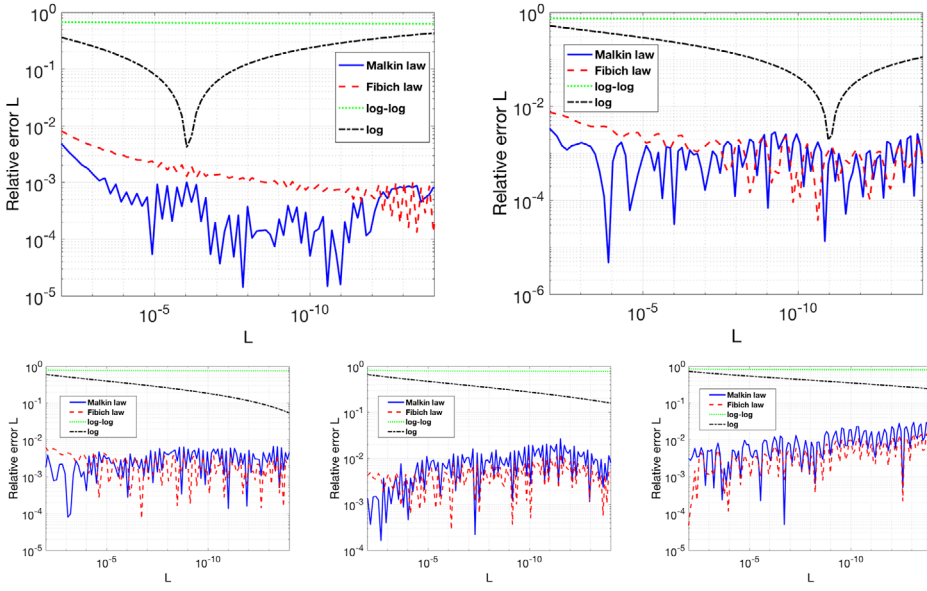 10^0
10^-1
10^-2
10^-3
10^-4
10^-5
Relative error L
Malkin law
Fibich law
log-log
log
10^-5
10^-10
L
10^0
10^-2
10^-4
10^-6
Relative error L
Malkin law
Fibich law
log-log
log
10^-5
10^-10
L
10^0
10^-1
10^-2
10^-3
10^-4
10^-5
Relative error L
Malkin law
Fibich law
log-log
log
10^-5
10^-10
L
10^0
10^-1
10^-2
10^-3
10^-4
Relative error L
Malkin law
Fibich law
log-log
log
10^-5
10^-10
L
10^0
10^-1
10^-2
10^-3
10^-4
10^-5
Relative error L
Malkin law
Fibich law
log-log
log
10^-5
10^-10
L